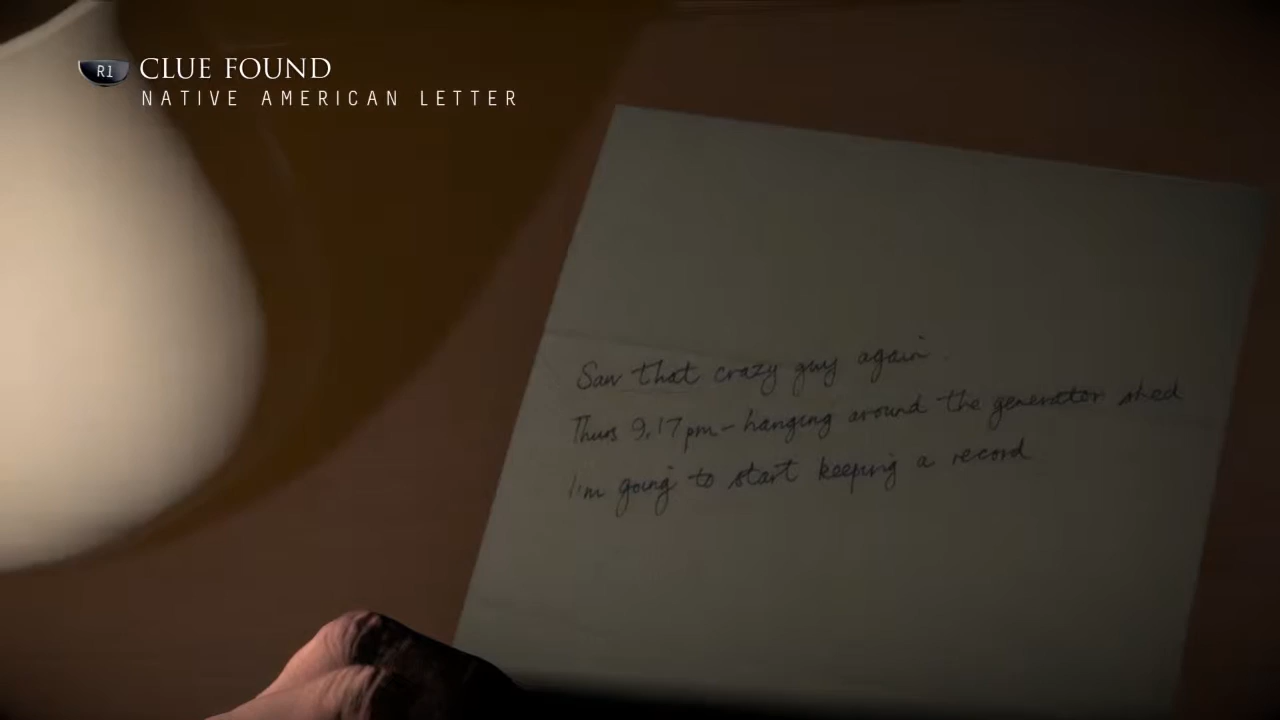 R1 CLUE FOUND
NATIVE AMERICAN LETTER
Saw that crazy guy again.
Thurs 9.17pm - hanging around the generator shed
I'm going to start keeping a record